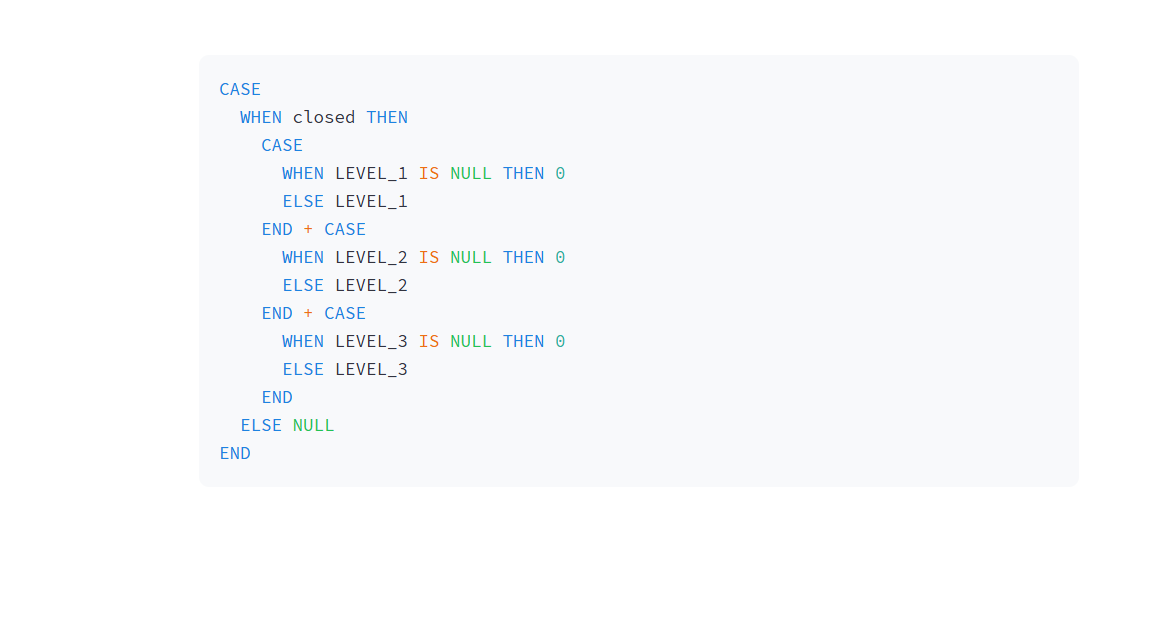 CASE
  WHEN closed THEN
    CASE
      WHEN LEVEL_1 IS NULL THEN 0
      ELSE LEVEL_1
    END + CASE
      WHEN LEVEL_2 IS NULL THEN 0
      ELSE LEVEL_2
    END + CASE
      WHEN LEVEL_3 IS NULL THEN 0
      ELSE LEVEL_3
    END
  ELSE NULL
END